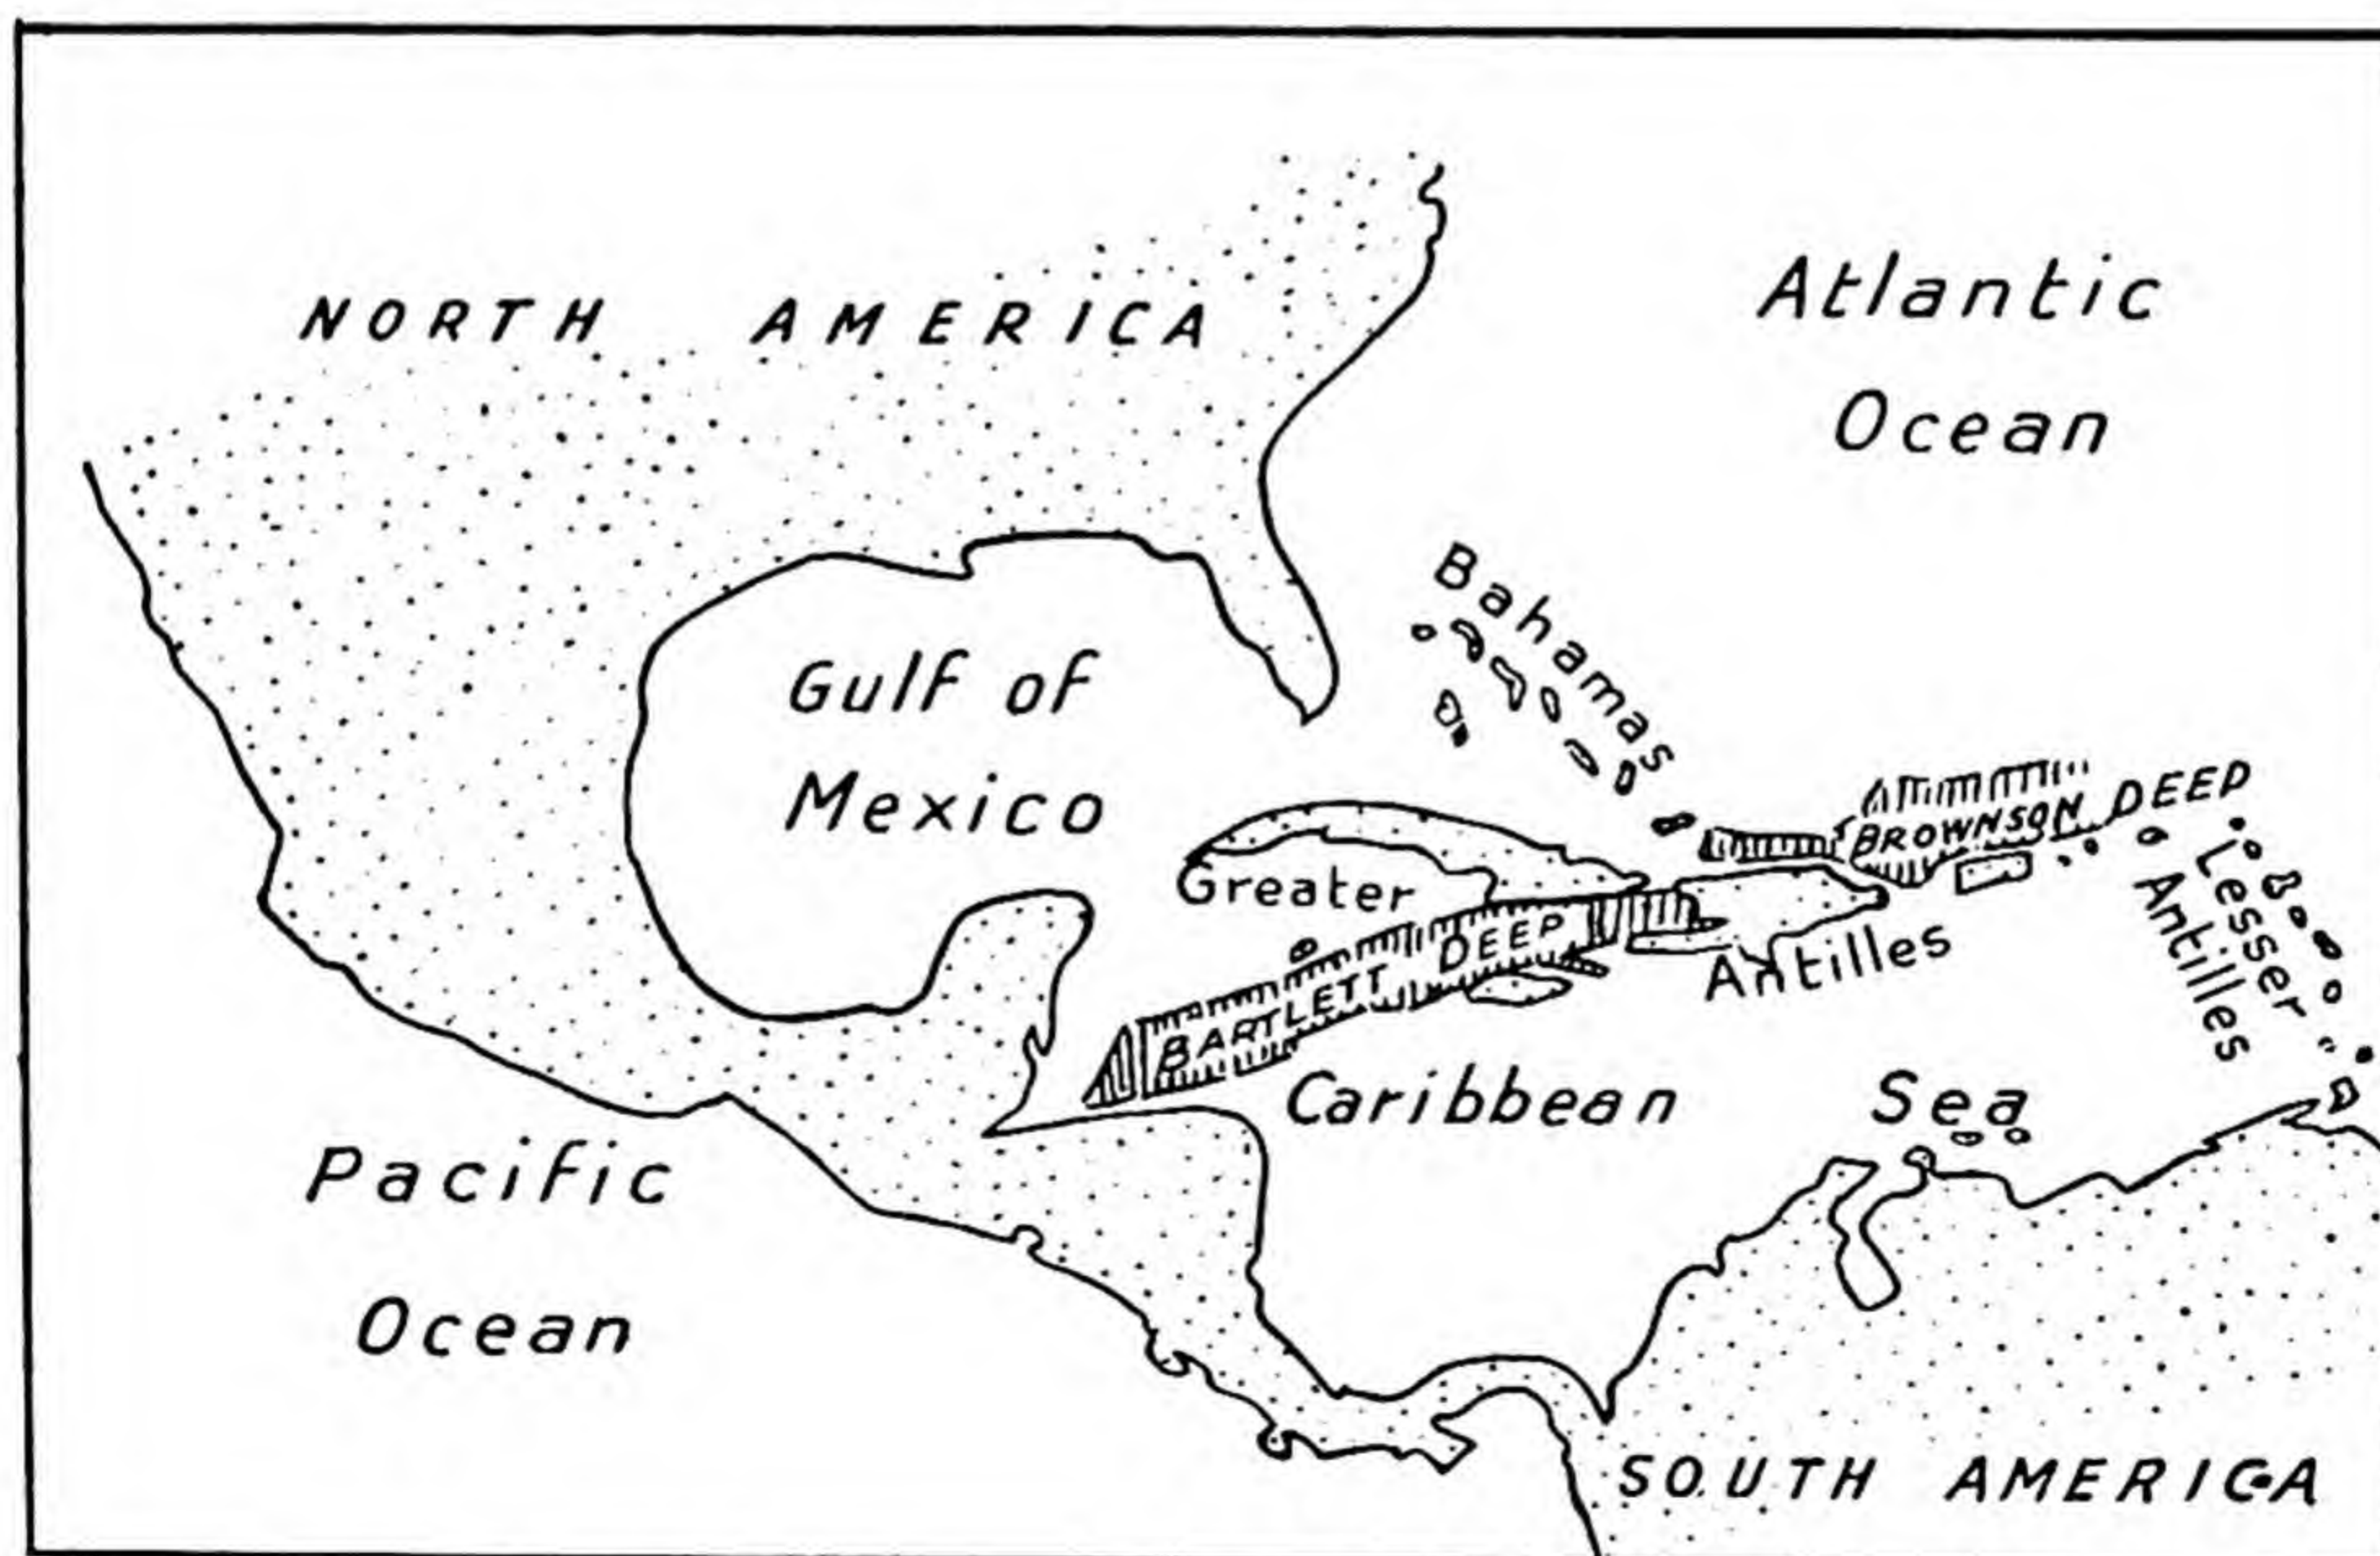 NORTH AMERICA
Atlantic
Ocean
Bahamas
Gulf of
Mexico
BROWNSON DEEP
Greater
Antilles
Lesser
Antilles
BARTLETT DEEP
Caribbean Sea
Pacific
Ocean
SOUTH AMERICA